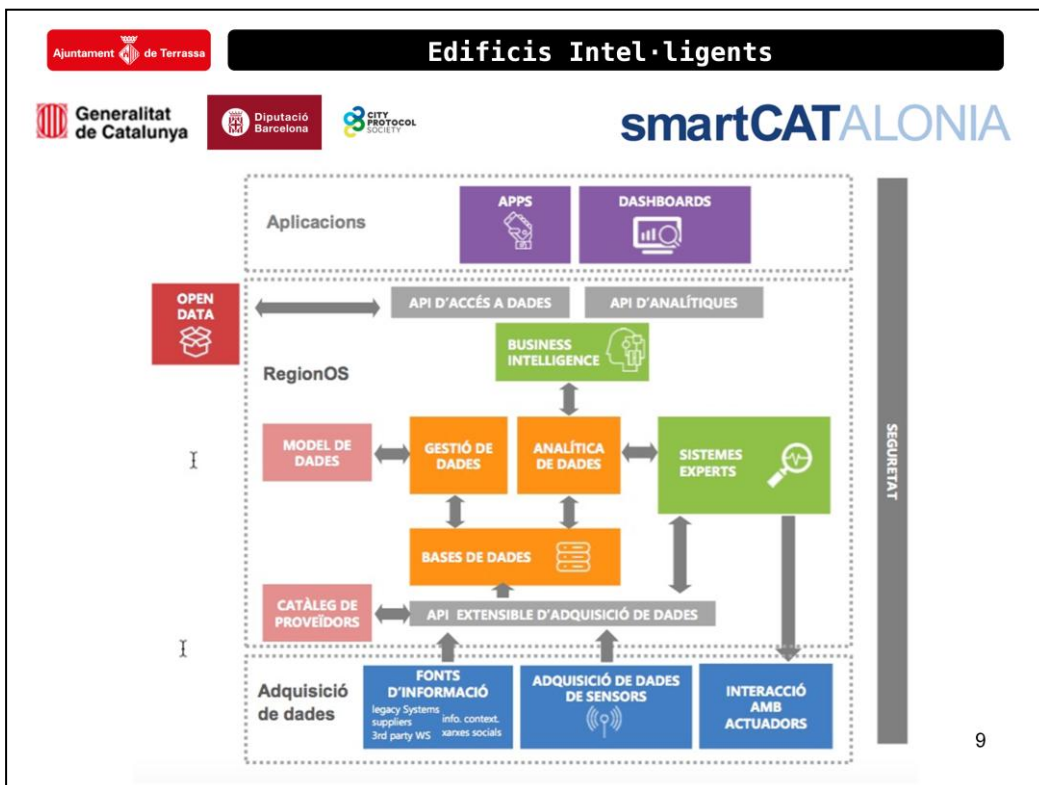 Ajuntament de Terrassa
Edificis Intel·ligents
Generalitat
de Catalunya
Diputació
Barcelona
CITY
PROTOCOL
SOCIETY
smartCATALONIA
Aplicacions
APPS
DASHBOARDS
OPEN
DATA
API D'ACCÉS A DADES
API D'ANALÍTIQUES
BUSINESS
INTELLIGENCE
RegionOS
MODEL DE
DADES
GESTIÓ DE
DADES
ANALÍTICA
DE DADES
SISTEMES
EXPERTS
SEGURETAT
BASES DE DADES
CATÀLEG DE
PROVEÏDORS
API EXTENSIBLE D'ADQUISICIÓ DE DADES
Adquisició
de dades
FONTS
D'INFORMACIÓ
legacy Systems
suppliers
3rd party WS
info. context.
xarxes socials
ADQUISICIÓ DE DADES
DE SENSORS
INTERACCIÓ
AMB
ACTUADORS
9